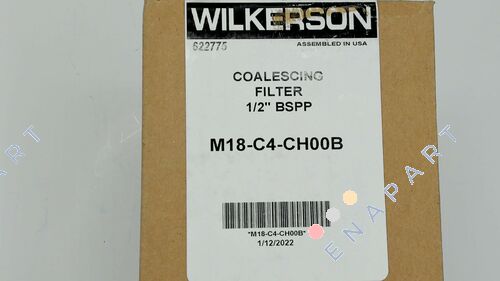 WILKERSON
622775
ASSEMBLED IN USA
COALESCING
FILTER
1/2" BSPP
M18-C4-CH00B
*M18-C4-CH00B*
1/12/2022
ENAPART